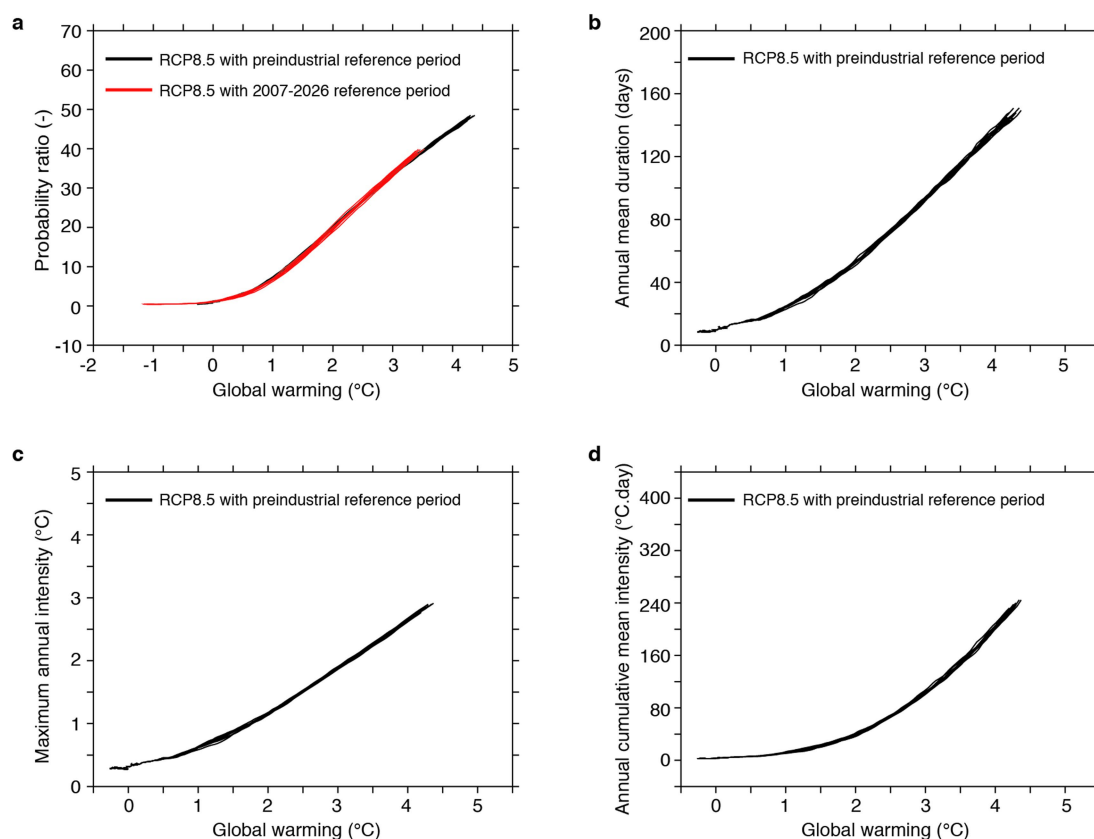 a
70
60
50
40
30
20
10
0
-10
Probability ratio (-)
RCP8.5 with preindustrial reference period
RCP8.5 with 2007-2026 reference period
-2 -1 0 1 2 3 4 5
Global warming (°C)
b
200
160
120
80
40
0
Annual mean duration (days)
RCP8.5 with preindustrial reference period
0 1 2 3 4 5
Global warming (°C)
c
5
4
3
2
1
0
Maximum annual intensity (°C)
RCP8.5 with preindustrial reference period
0 1 2 3 4 5
Global warming (°C)
d
400
320
240
160
80
0
Annual cumulative mean intensity (°C.day)
RCP8.5 with preindustrial reference period
0 1 2 3 4 5
Global warming (°C)